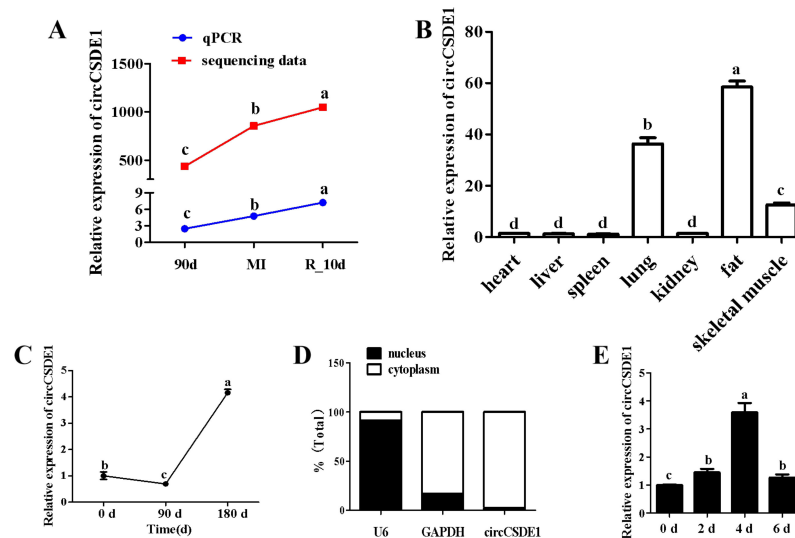 A
qPCR
sequencing data
Relative expression of circCSDE1
1500
1000
500
9
6
3
0
c
b
a
c
b
a
90d MI R_10d
B
Relative expression of circCSDE1
80
60
40
20
0
d d d b d a c
heart liver spleen lung kidney fat skeletal muscle
C
Relative expression of circCSDE1
5
4
3
2
1
0
b c a
0 d 90 d 180 d
Time(d)
D
nucleus
cytoplasm
% (Total)
150
100
50
0
U6 GAPDH circCSDE1
E
Relative expression of circCSDE1
5
4
3
2
1
0
c b a b
0 d 2 d 4 d 6 d